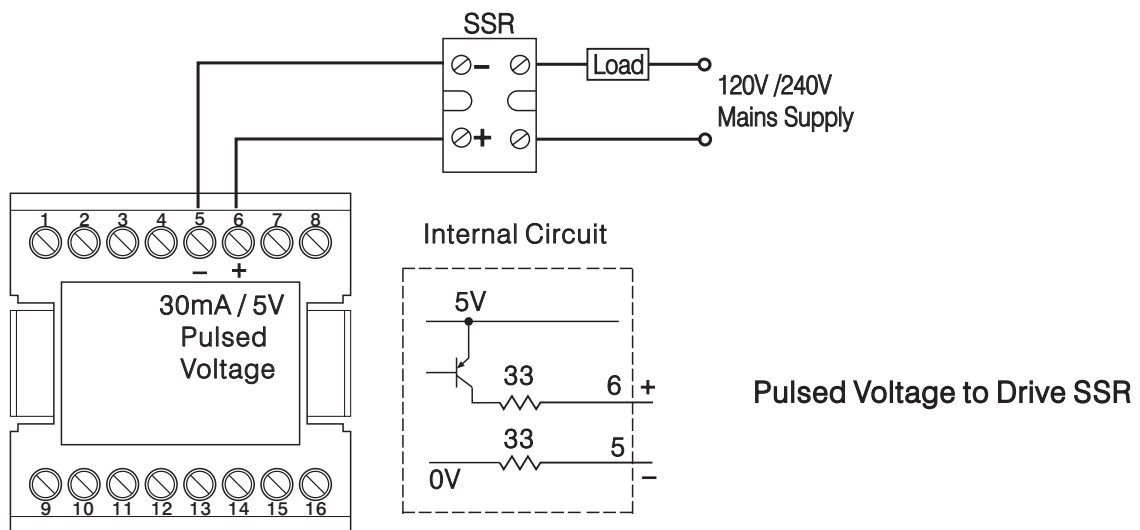 SSR
– Load
120V /240V
Mains Supply
+
1 2 3 4 5 6 7 8
– +
30mA / 5V
Pulsed
Voltage
9 10 11 12 13 14 15 16
Internal Circuit
5V
33 6 +
33 5
0V –
Pulsed Voltage to Drive SSR